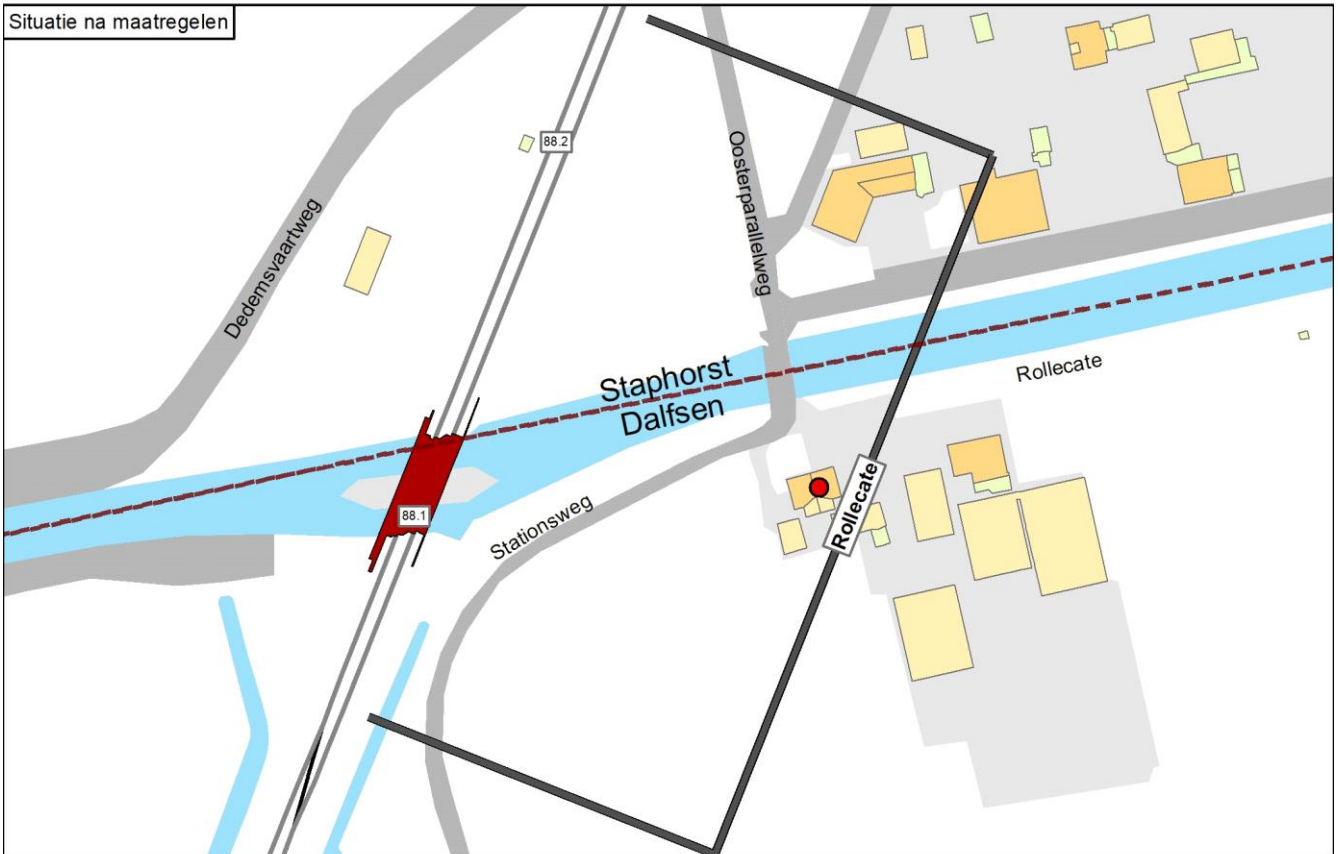 Situatie na maatregelen
88.2
Oosterparallelweg
Dedemsvaartweg
Staphorst
Dalfsen
Rollecate
Rollecate
88.1
Stationsweg